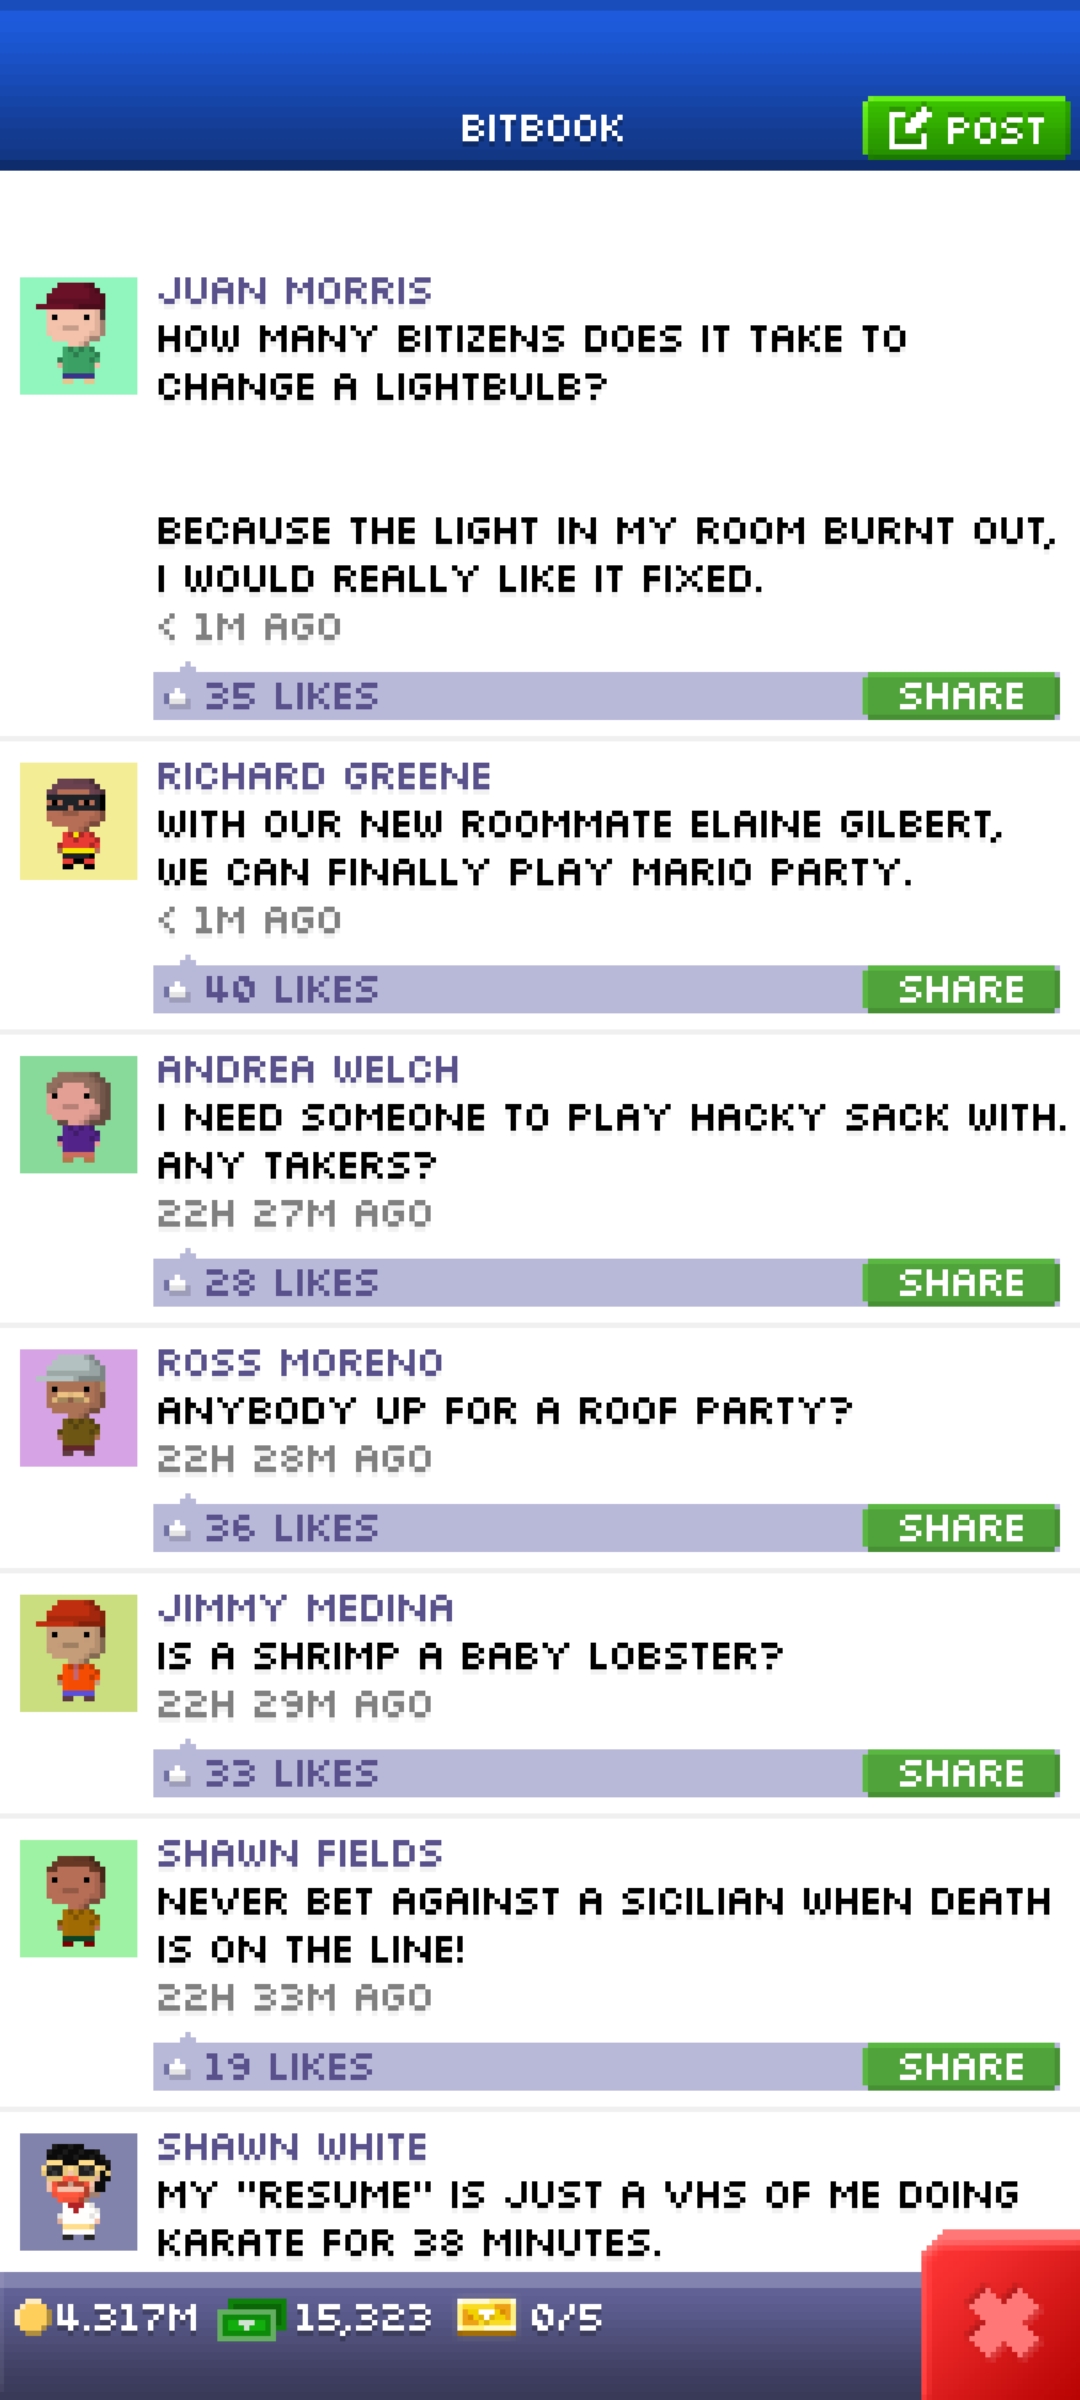 BITBOOK
POST
JUAN MORRIS
HOW MANY BITIZENS DOES IT TAKE TO
CHANGE A LIGHTBULB?
BECAUSE THE LIGHT IN MY ROOM BURNT OUT,
I WOULD REALLY LIKE IT FIXED.
< 1M AGO
35 LIKES
SHARE
RICHARD GREENE
WITH OUR NEW ROOMMATE ELAINE GILBERT,
WE CAN FINALLY PLAY MARIO PARTY.
< 1M AGO
40 LIKES
SHARE
ANDREA WELCH
I NEED SOMEONE TO PLAY HACKY SACK WITH.
ANY TAKERS?
22H 27M AGO
28 LIKES
SHARE
ROSS MORENO
ANYBODY UP FOR A ROOF PARTY?
22H 28M AGO
36 LIKES
SHARE
JIMMY MEDINA
IS A SHRIMP A BABY LOBSTER?
22H 29M AGO
33 LIKES
SHARE
SHAWN FIELDS
NEVER BET AGAINST A SICILIAN WHEN DEATH
IS ON THE LINE!
22H 33M AGO
19 LIKES
SHARE
SHAWN WHITE
MY "RESUME" IS JUST A VHS OF ME DOING
KARATE FOR 38 MINUTES.
4.317M 15,323 0/5